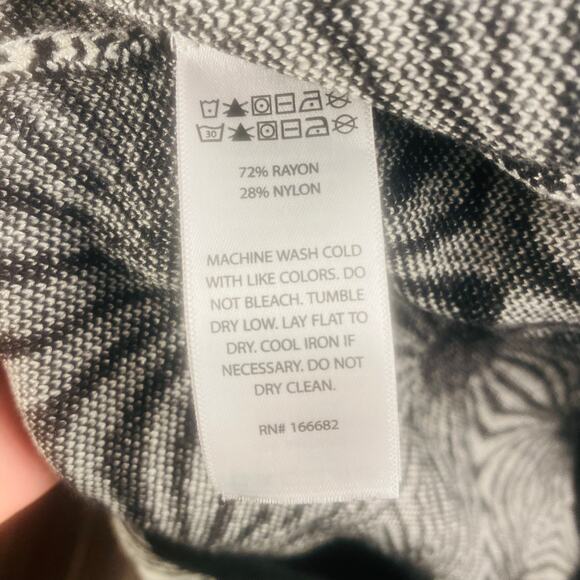 30
72% RAYON
28% NYLON
MACHINE WASH COLD
WITH LIKE COLORS. DO
NOT BLEACH. TUMBLE
DRY LOW. LAY FLAT TO
DRY. COOL IRON IF
NECESSARY. DO NOT
DRY CLEAN.
RN# 166682